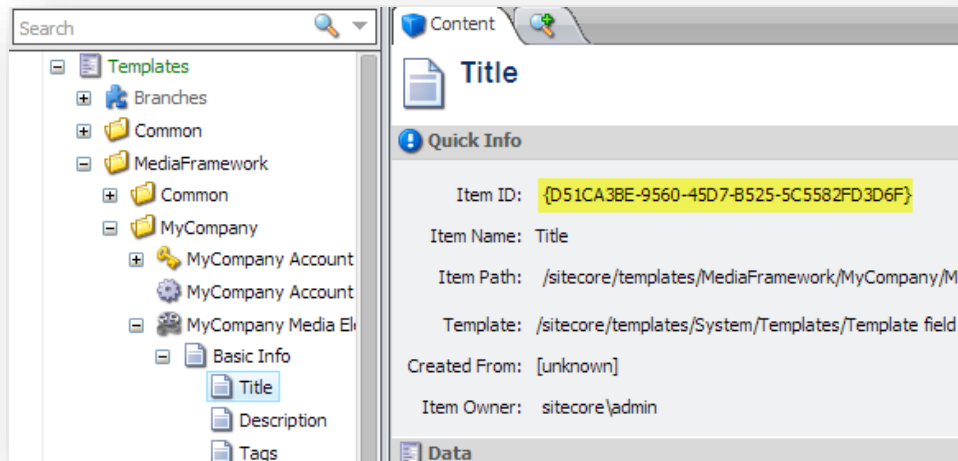 Search
Templates
Branches
Common
MediaFramework
Common
MyCompany
MyCompany Account
MyCompany Account
MyCompany Media El
Basic Info
Title
Description
Tags
Content
Title
Quick Info
Item ID: {D51CA3BE-9560-45D7-B525-5C5582FD3D6F}
Item Name: Title
Item Path: /sitecore/templates/MediaFramework/MyCompany/M
Template: /sitecore/templates/System/Templates/Template field
Created From: [unknown]
Item Owner: sitecore\admin
Data